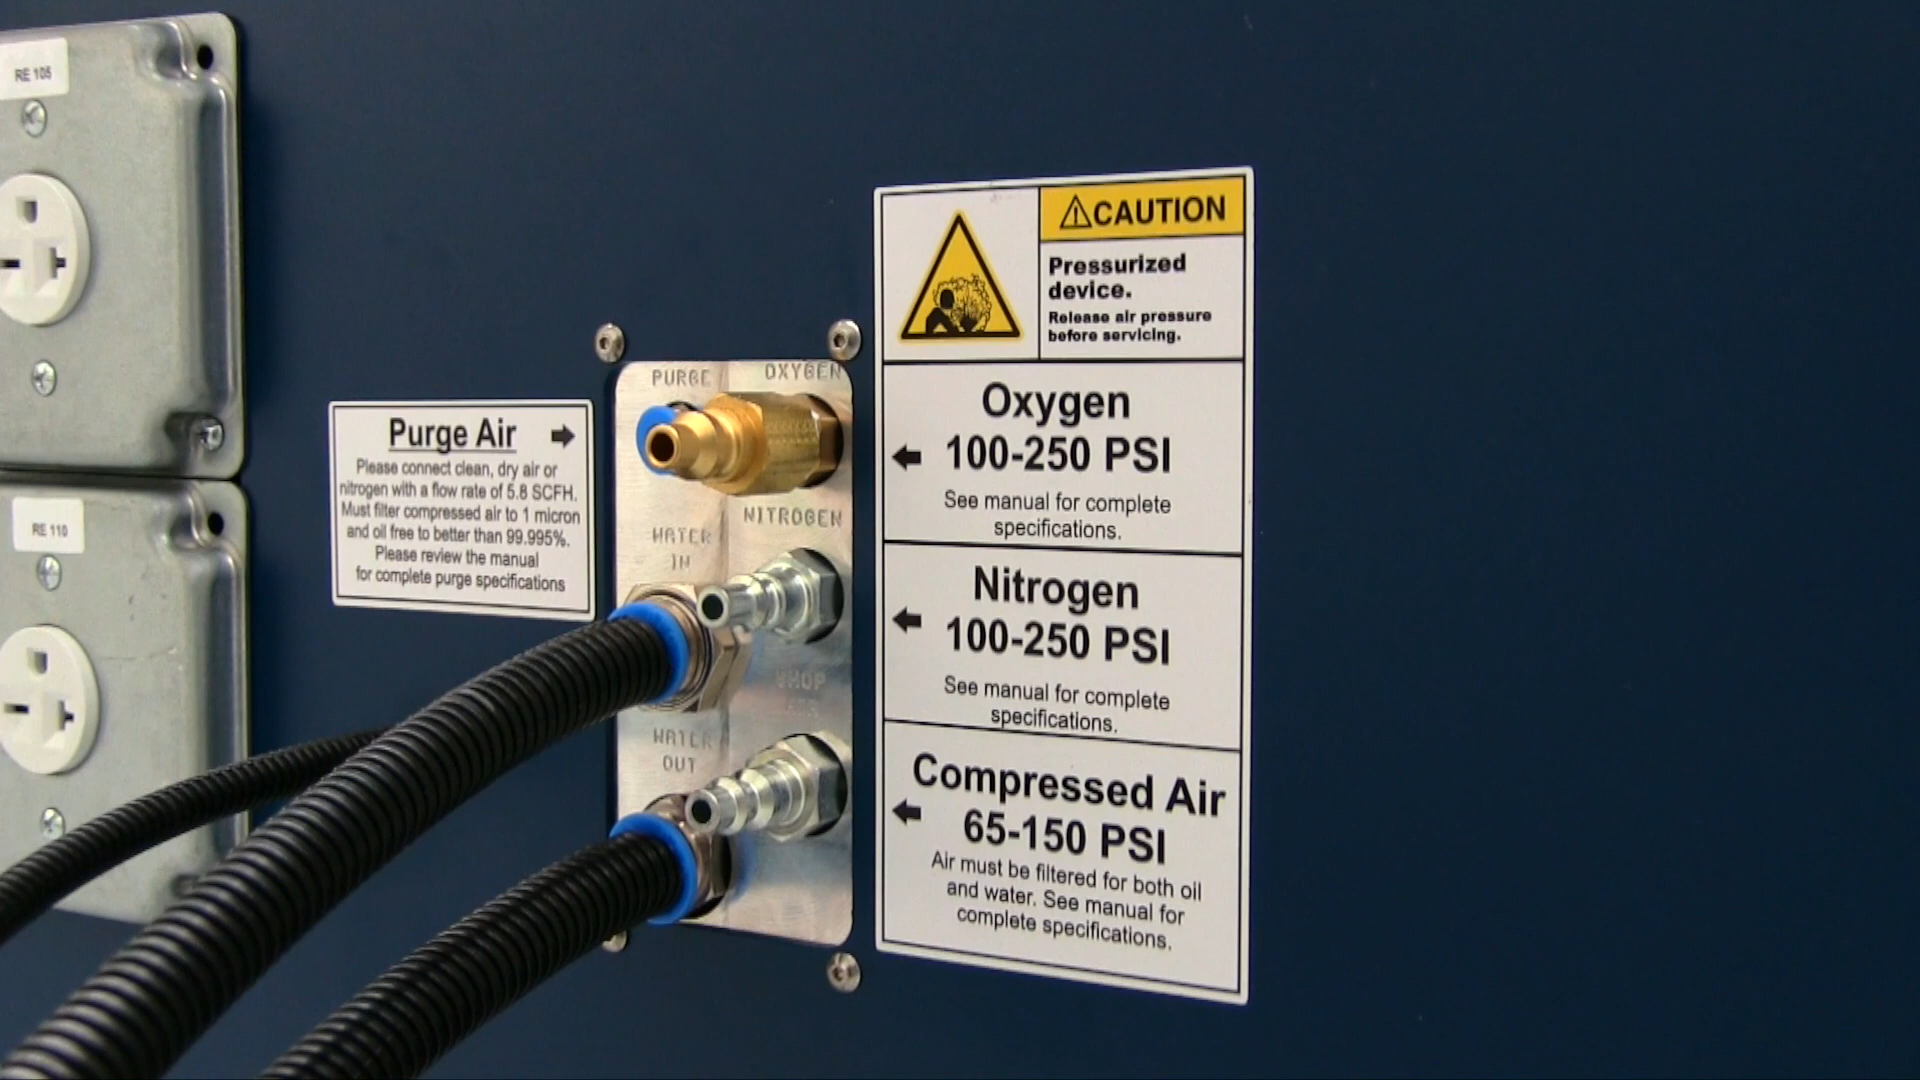 RE 105
RE 110
Purge Air
Please connect clean, dry air or
nitrogen with a flow rate of 5.8 SCFH.
Must filter compressed air to 1 micron
and oil free to better than 99.995%.
Please review the manual
for complete purge specifications
PURGE
OXYGEN
NITROGEN
WATER
IN
SHOP
AIR
WATER
OUT
CAUTION
Pressurized
device.
Release air pressure
before servicing.
Oxygen
100-250 PSI
See manual for complete
specifications.
Nitrogen
100-250 PSI
See manual for complete
specifications.
Compressed Air
65-150 PSI
Air must be filtered for both oil
and water. See manual for
complete specifications.